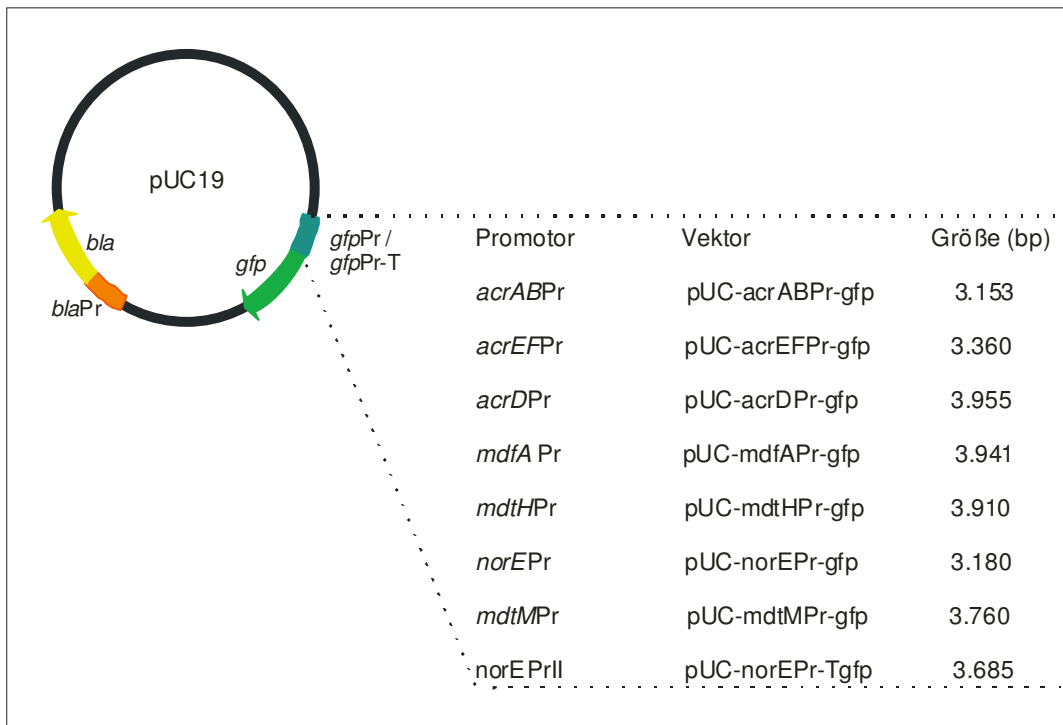 pUC19
bla
blaPr
gfp
gfpPr /
gfpPr-T
Promotor Vektor Größe (bp)
acrABPr pUC-acrABPr-gfp 3.153
acrEFPr pUC-acrEFPr-gfp 3.360
acrDPr pUC-acrDPr-gfp 3.955
mdfA Pr pUC-mdfAPr-gfp 3.941
mdtHPr pUC-mdtHPr-gfp 3.910
norEPr pUC-norEPr-gfp 3.180
mdtMPr pUC-mdtMPr-gfp 3.760
norEPrII pUC-norEPr-Tgfp 3.685